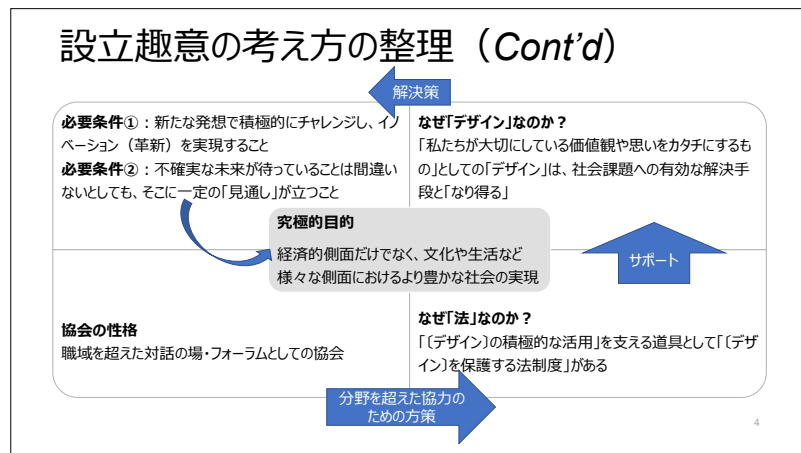 設立趣意の考え方の整理（Cont’d）
解決策
必要条件①：新たな発想で積極的にチャレンジし、イノ
ベーション（革新）を実現すること
必要条件②：不確実な未来が待っていることは間違い
ないとしても、そこに一定の「見通し」が立つこと
なぜ「デザイン」なのか？
「私たちが大切にしている価値観や思いをカタチにするも
の」としての「デザイン」は、社会課題への有効な解決手
段と「なり得る」
究極的目的
経済的側面だけでなく、文化や生活など
様々な側面におけるより豊かな社会の実現
サポート
協会の性格
職域を超えた対話の場・フォーラムとしての協会
なぜ「法」なのか？
「〔デザイン〕の積極的な活用」を支える道具として「〔デザ
イン〕を保護する法制度」がある
分野を超えた協力の
ための方策
4